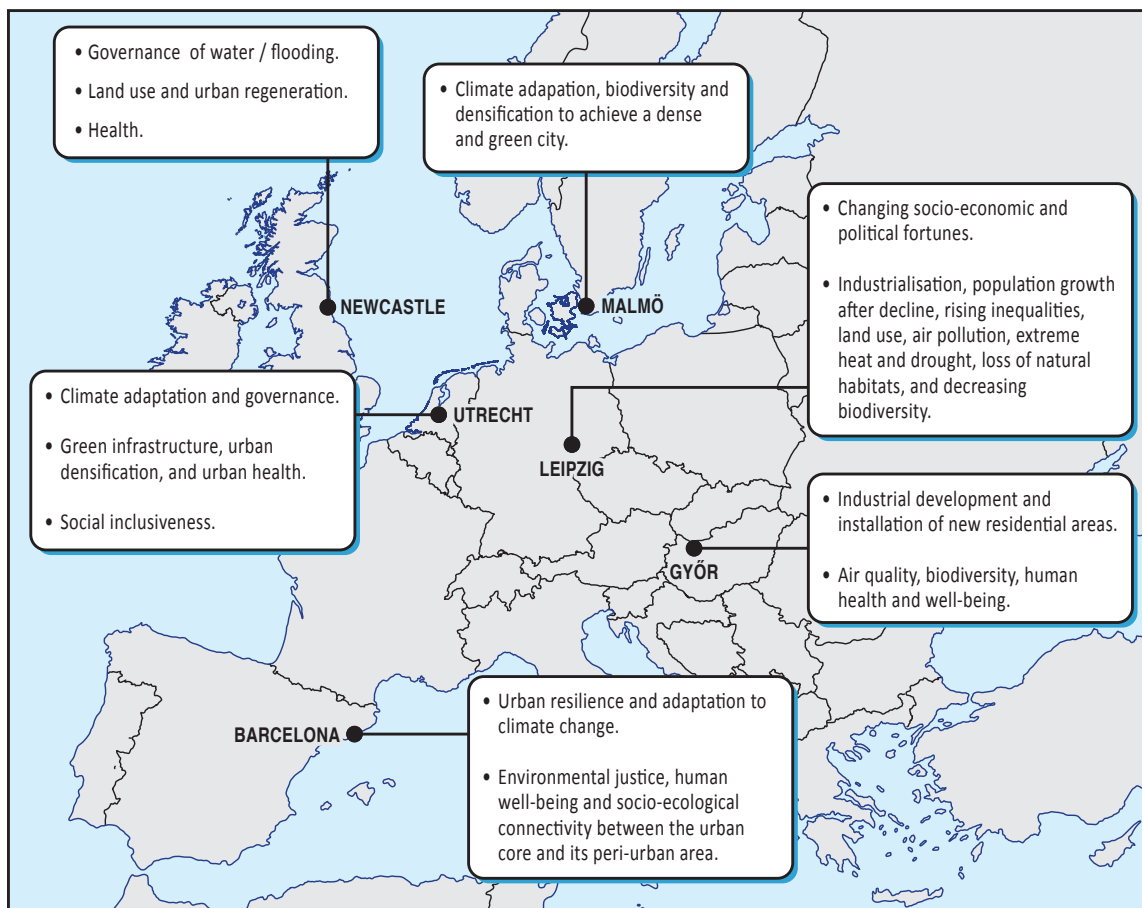 • Governance of water / flooding.
• Land use and urban regeneration.
• Health.
• Climate adapation, biodiversity and
densification to achieve a dense
and green city.
• Changing socio-economic and
political fortunes.
• Industrialisation, population growth
after decline, rising inequalities,
land use, air pollution, extreme
heat and drought, loss of natural
habitats, and decreasing
biodiversity.
NEWCASTLE
MALMÖ
• Climate adaptation and governance.
• Green infrastructure, urban
densification, and urban health.
• Social inclusiveness.
UTRECHT
LEIPZIG
• Industrial development and
installation of new residential areas.
• Air quality, biodiversity, human
health and well-being.
GYŐR
• Urban resilience and adaptation to
climate change.
• Environmental justice, human
well-being and socio-ecological
connectivity between the urban
core and its peri-urban area.
BARCELONA